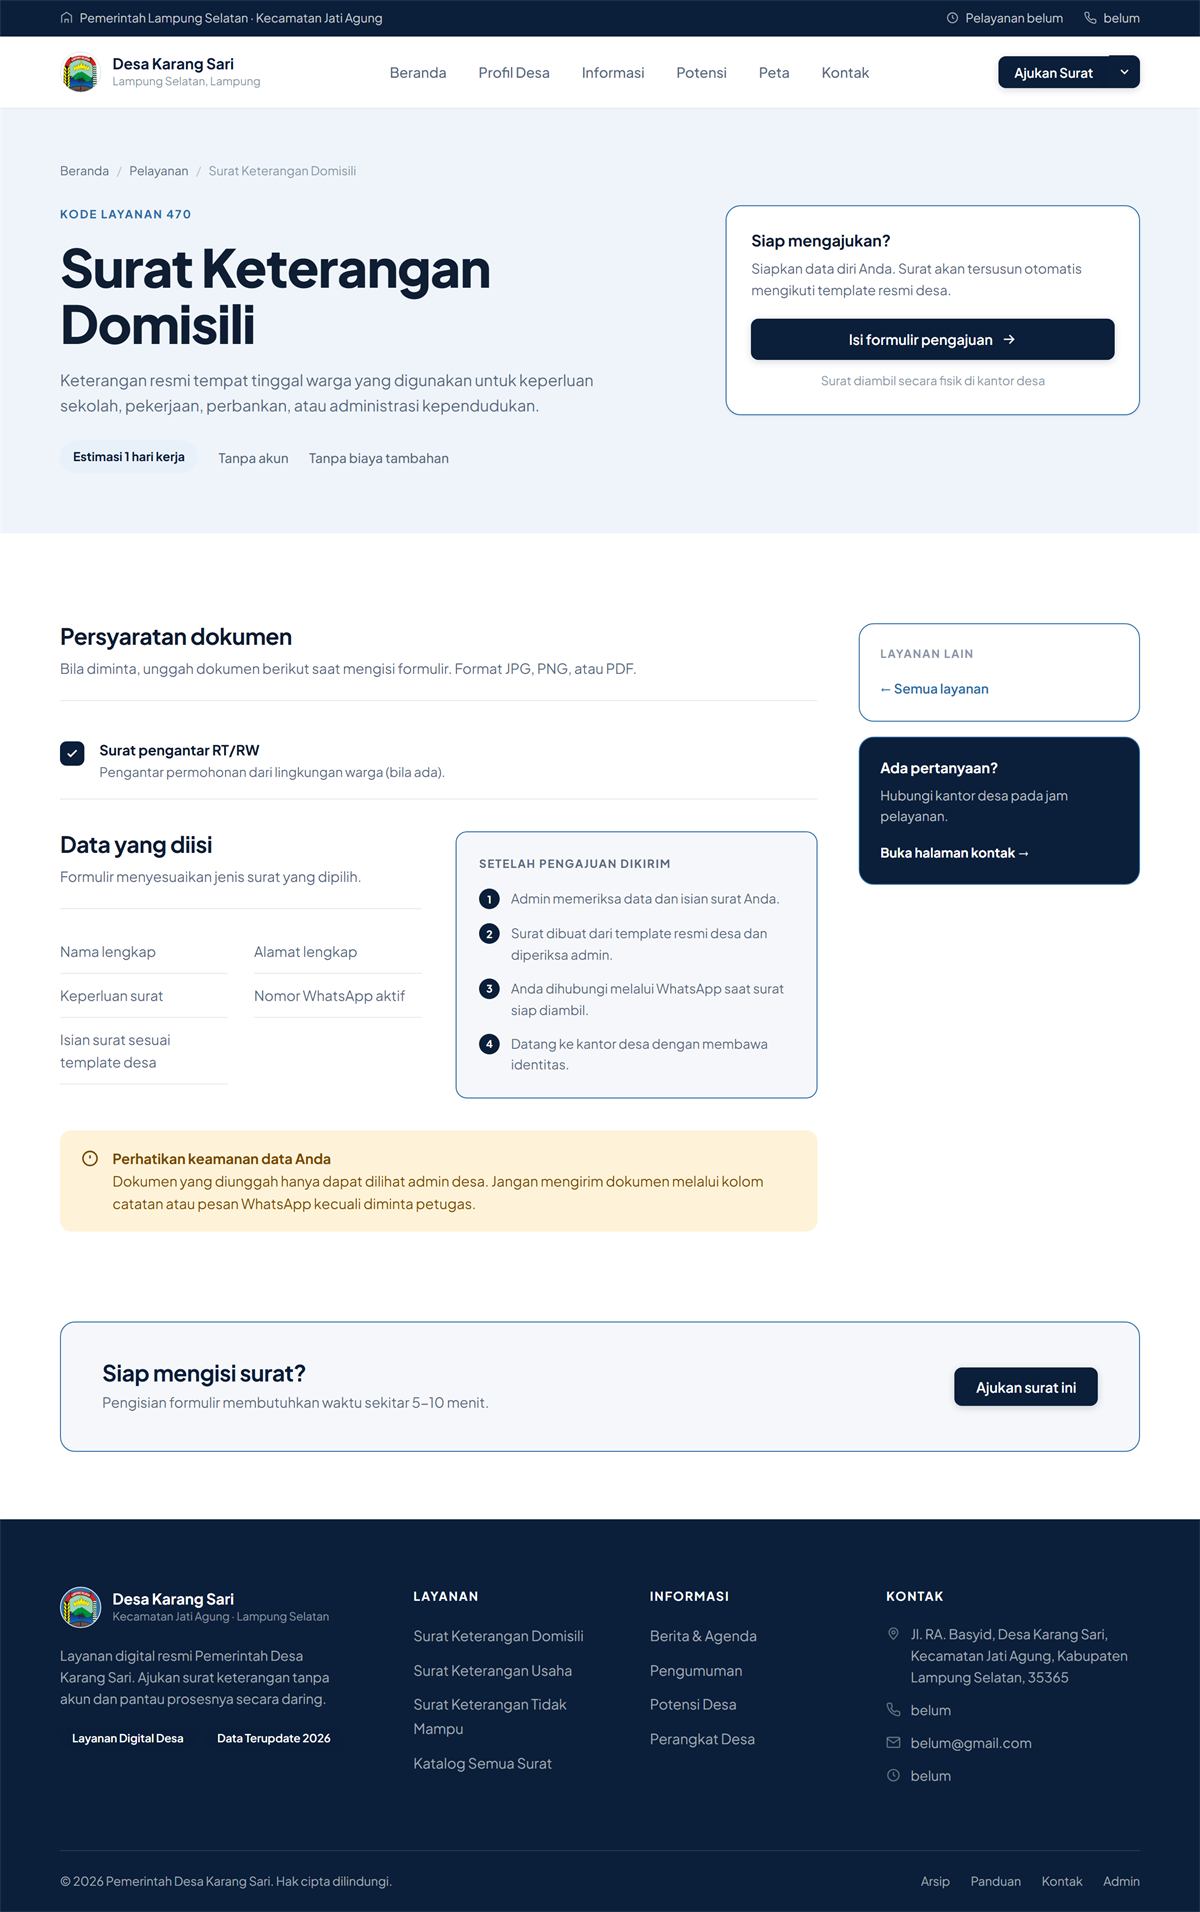 Pemerintah Lampung Selatan · Kecamatan Jati Agung
Pelayanan belum
belum
Desa Karang Sari
Lampung Selatan, Lampung
Beranda
Profil Desa
Informasi
Potensi
Peta
Kontak
Ajukan Surat
Beranda / Pelayanan / Surat Keterangan Domisili
KODE LAYANAN 470
Surat Keterangan
Domisili
Keterangan resmi tempat tinggal warga yang digunakan untuk keperluan
sekolah, pekerjaan, perbankan, atau administrasi kependudukan.
Estimasi 1 hari kerja
Tanpa akun
Tanpa biaya tambahan
Siap mengajukan?
Siapkan data diri Anda. Surat akan tersusun otomatis
mengikuti template resmi desa.
Isi formulir pengajuan →
Surat diambil secara fisik di kantor desa
Persyaratan dokumen
Bila diminta, unggah dokumen berikut saat mengisi formulir. Format JPG, PNG, atau PDF.
Surat pengantar RT/RW
Pengantar permohonan dari lingkungan warga (bila ada).
Data yang diisi
Formulir menyesuaikan jenis surat yang dipilih.
Nama lengkap
Alamat lengkap
Keperluan surat
Nomor WhatsApp aktif
Isian surat sesuai
template desa
SETELAH PENGAJUAN DIKIRIM
1 Admin memeriksa data dan isian surat Anda.
2 Surat dibuat dari template resmi desa dan
diperiksa admin.
3 Anda dihubungi melalui WhatsApp saat surat
siap diambil.
4 Datang ke kantor desa dengan membawa
identitas.
Perhatikan keamanan data Anda
Dokumen yang diunggah hanya dapat dilihat admin desa. Jangan mengirim dokumen melalui kolom
catatan atau pesan WhatsApp kecuali diminta petugas.
LAYANAN LAIN
← Semua layanan
Ada pertanyaan?
Hubungi kantor desa pada jam
pelayanan.
Buka halaman kontak →
Siap mengisi surat?
Pengisian formulir membutuhkan waktu sekitar 5–10 menit.
Ajukan surat ini
Desa Karang Sari
Kecamatan Jati Agung · Lampung Selatan
Layanan digital resmi Pemerintah Desa
Karang Sari. Ajukan surat keterangan tanpa
akun dan pantau prosesnya secara daring.
Layanan Digital Desa
Data Terupdate 2026
LAYANAN
Surat Keterangan Domisili
Surat Keterangan Usaha
Surat Keterangan Tidak
Mampu
Katalog Semua Surat
INFORMASI
Berita & Agenda
Pengumuman
Potensi Desa
Perangkat Desa
KONTAK
Jl. RA. Basyid, Desa Karang Sari,
Kecamatan Jati Agung, Kabupaten
Lampung Selatan, 35365
belum
belum@gmail.com
belum
© 2026 Pemerintah Desa Karang Sari. Hak cipta dilindungi.
Arsip
Panduan
Kontak
Admin